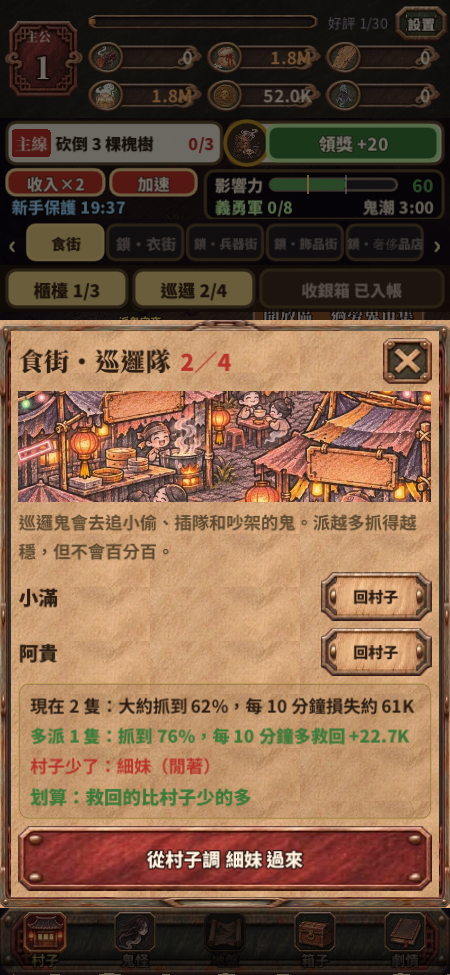 主公
1
好評 1/30
設置
0
1.8M
0
1.8M
52.0K
0
主線 砍倒 3 棵槐樹 0/3
領獎 +20
收入×2
加速
影響力 60
新手保護 19:37
義勇軍 0/8
鬼潮 3:00
‹
食街
鎖・衣街
鎖・兵器街
鎖・飾品街
鎖・奢侈品店
›
櫃檯 1/3
巡邏 2/4
收銀箱 已入帳
食街・巡邏隊 2／4
巡邏鬼會去追小偷、插隊和吵架的鬼。派越多抓得越
穩，但不會百分百。
小滿
回村子
阿貴
回村子
現在 2 隻：大約抓到 62%，每 10 分鐘損失約 61K
多派 1 隻：抓到 76%，每 10 分鐘多救回 +22.7K
村子少了：細妹（閒著）
划算：救回的比村子少的多
從村子調 細妹 過來
村子
鬼怪
箱子
劇情